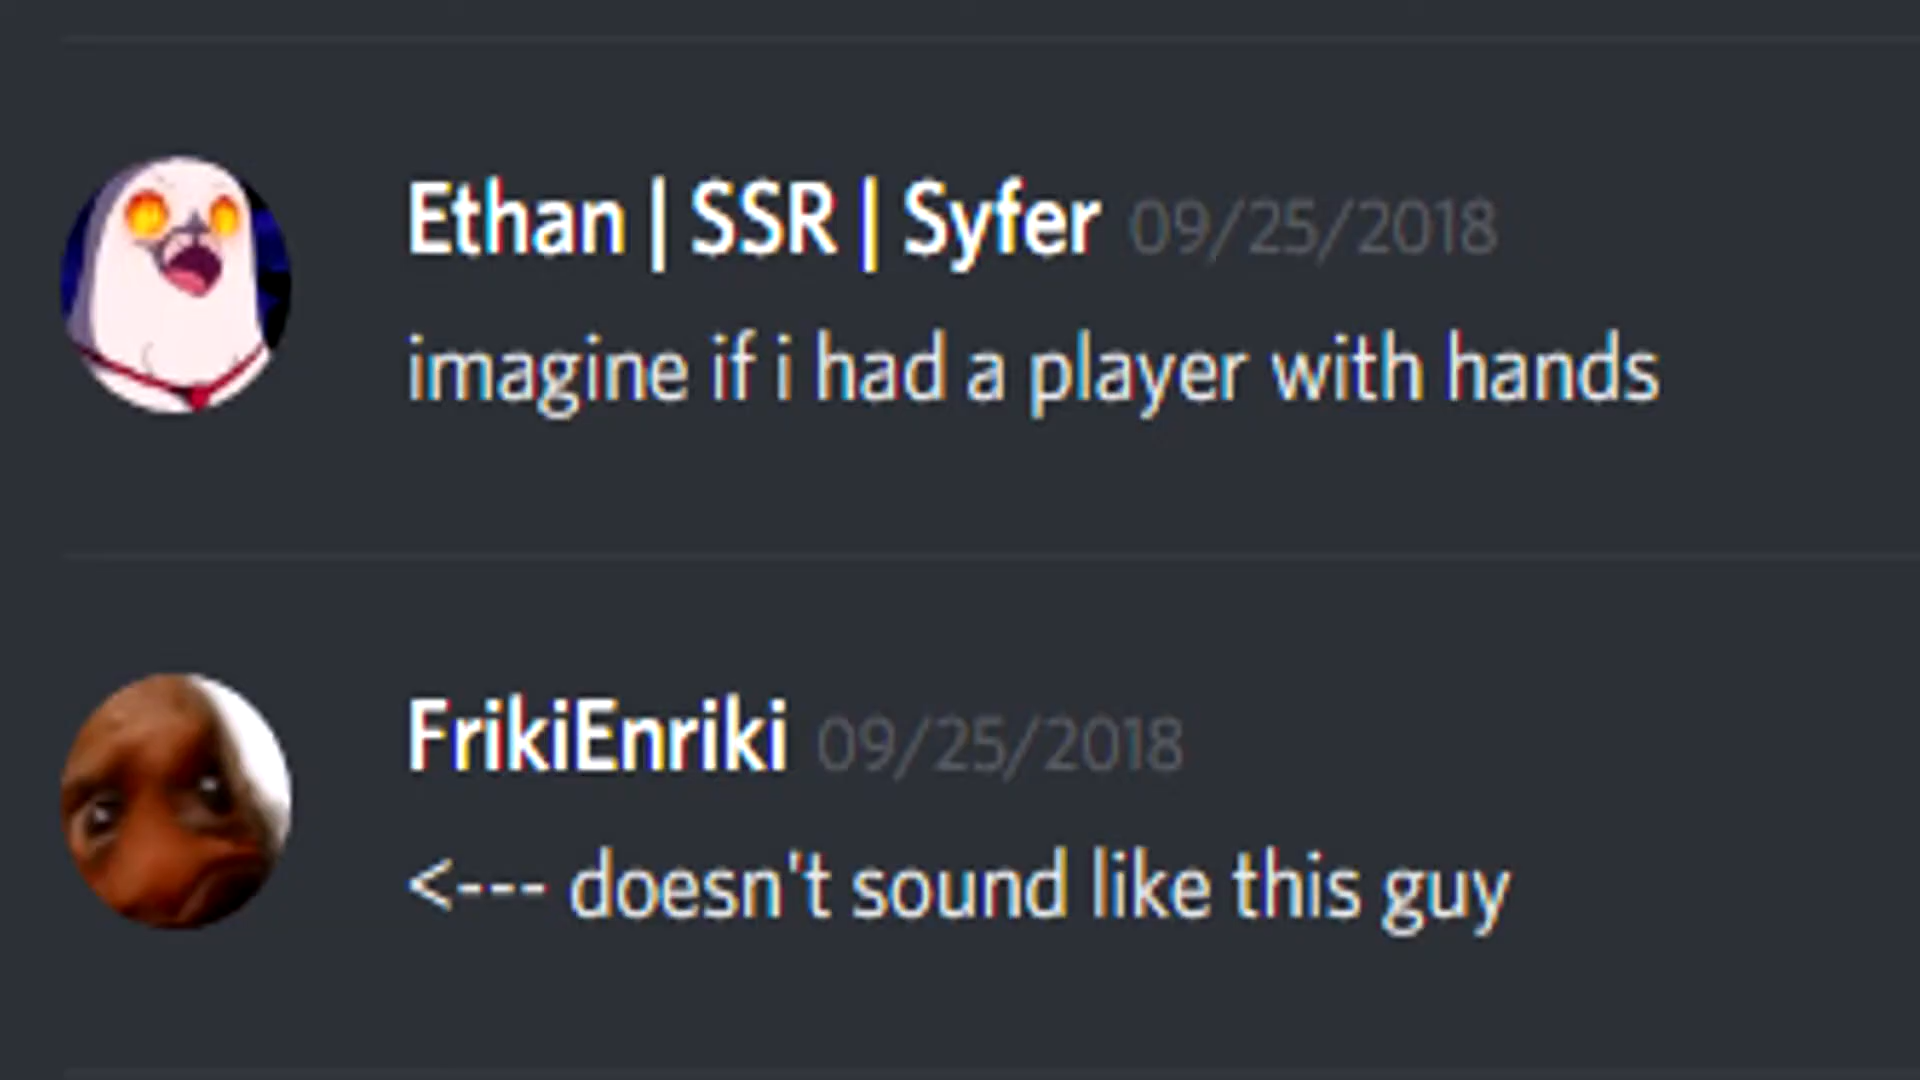 Ethan | SSR | Syfer 09/25/2018
imagine if i had a player with hands
FrikiEnriki 09/25/2018
<--- doesn't sound like this guy